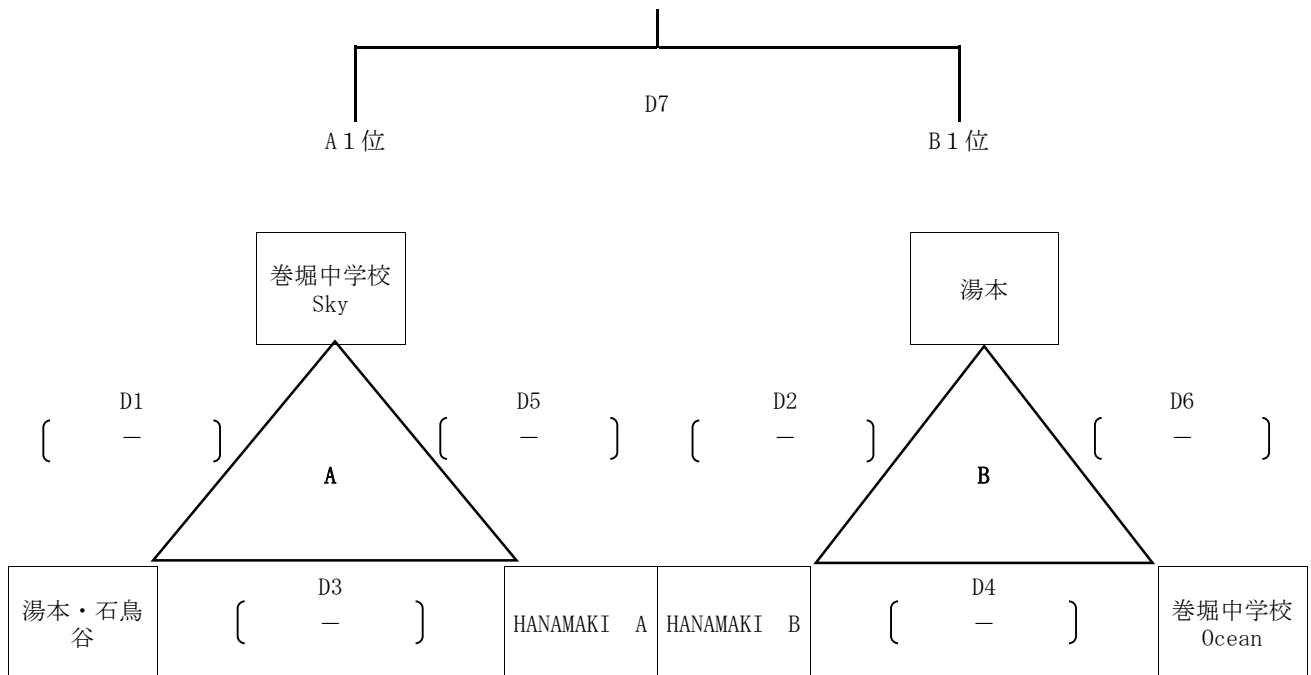 D7
A１位
B１位
巻堀中学校
Sky
湯本
D1
D5
D2
D6
－
－
－
－
A
B
D3
D4
湯本・石鳥
谷
－
HANAMAKI　A
HANAMAKI　B
－
巻堀中学校
Ocean